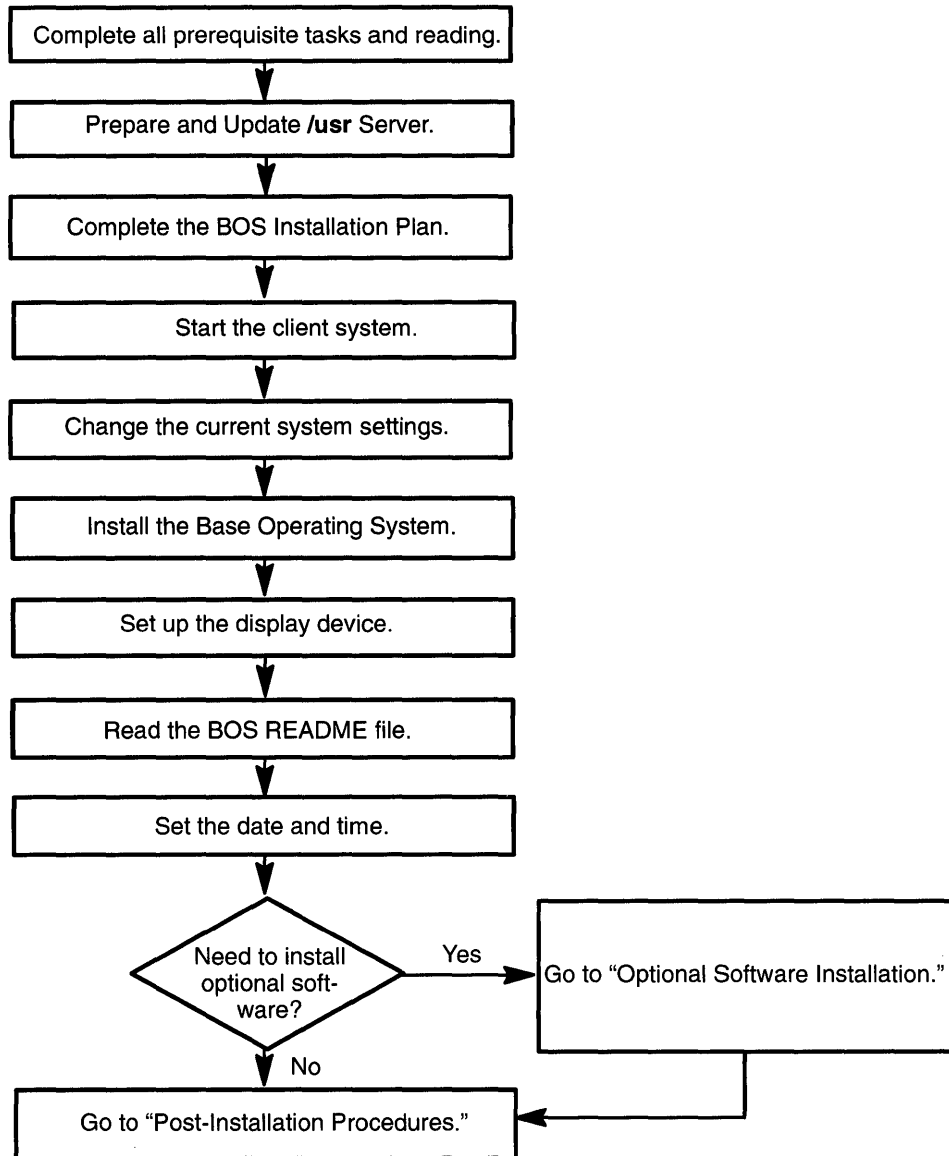 Complete all prerequisite tasks and reading.
Prepare and Update /usr Server.
Complete the BOS Installation Plan.
Start the client system.
Change the current system settings.
Install the Base Operating System.
Set up the display device.
Read the BOS README file.
Set the date and time.
Need to install
optional soft-
ware?
Yes
Go to “Optional Software Installation.”
No
Go to “Post-Installation Procedures.”